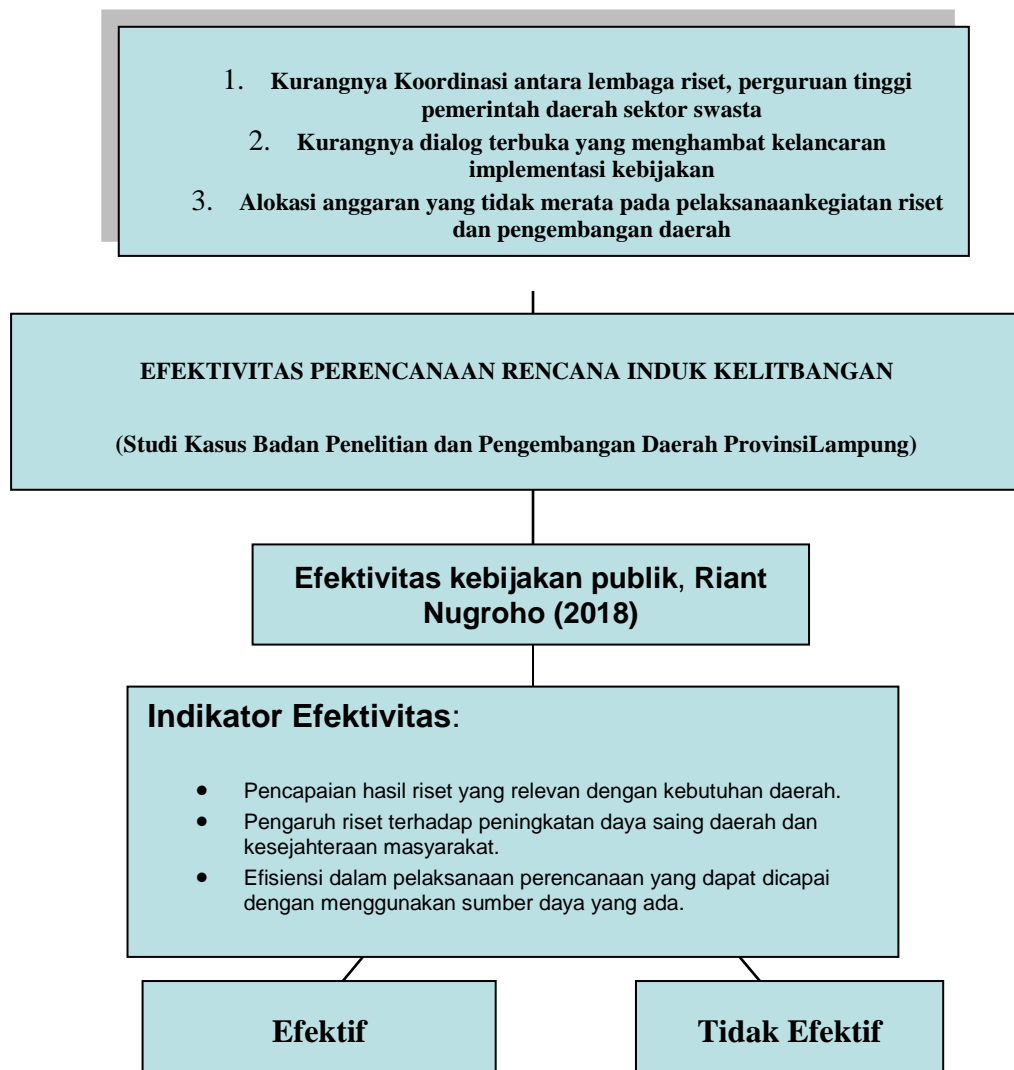 1. Kurangnya Koordinasi antara lembaga riset, perguruan tinggi
pemerintah daerah sektor swasta
2. Kurangnya dialog terbuka yang menghambat kelancaran
implementasi kebijakan
3. Alokasi anggaran yang tidak merata pada pelaksanaankegiatan riset
dan pengembangan daerah
EFEKTIVITAS PERENCANAAN RENCANA INDUK KELITBANGAN
(Studi Kasus Badan Penelitian dan Pengembangan Daerah ProvinsiLampung)
Efektivitas kebijakan publik, Riant
Nugroho (2018)
Indikator Efektivitas:
• Pencapaian hasil riset yang relevan dengan kebutuhan daerah.
• Pengaruh riset terhadap peningkatan daya saing daerah dan
kesejahteraan masyarakat.
• Efisiensi dalam pelaksanaan perencanaan yang dapat dicapai
dengan menggunakan sumber daya yang ada.
Efektif
Tidak Efektif